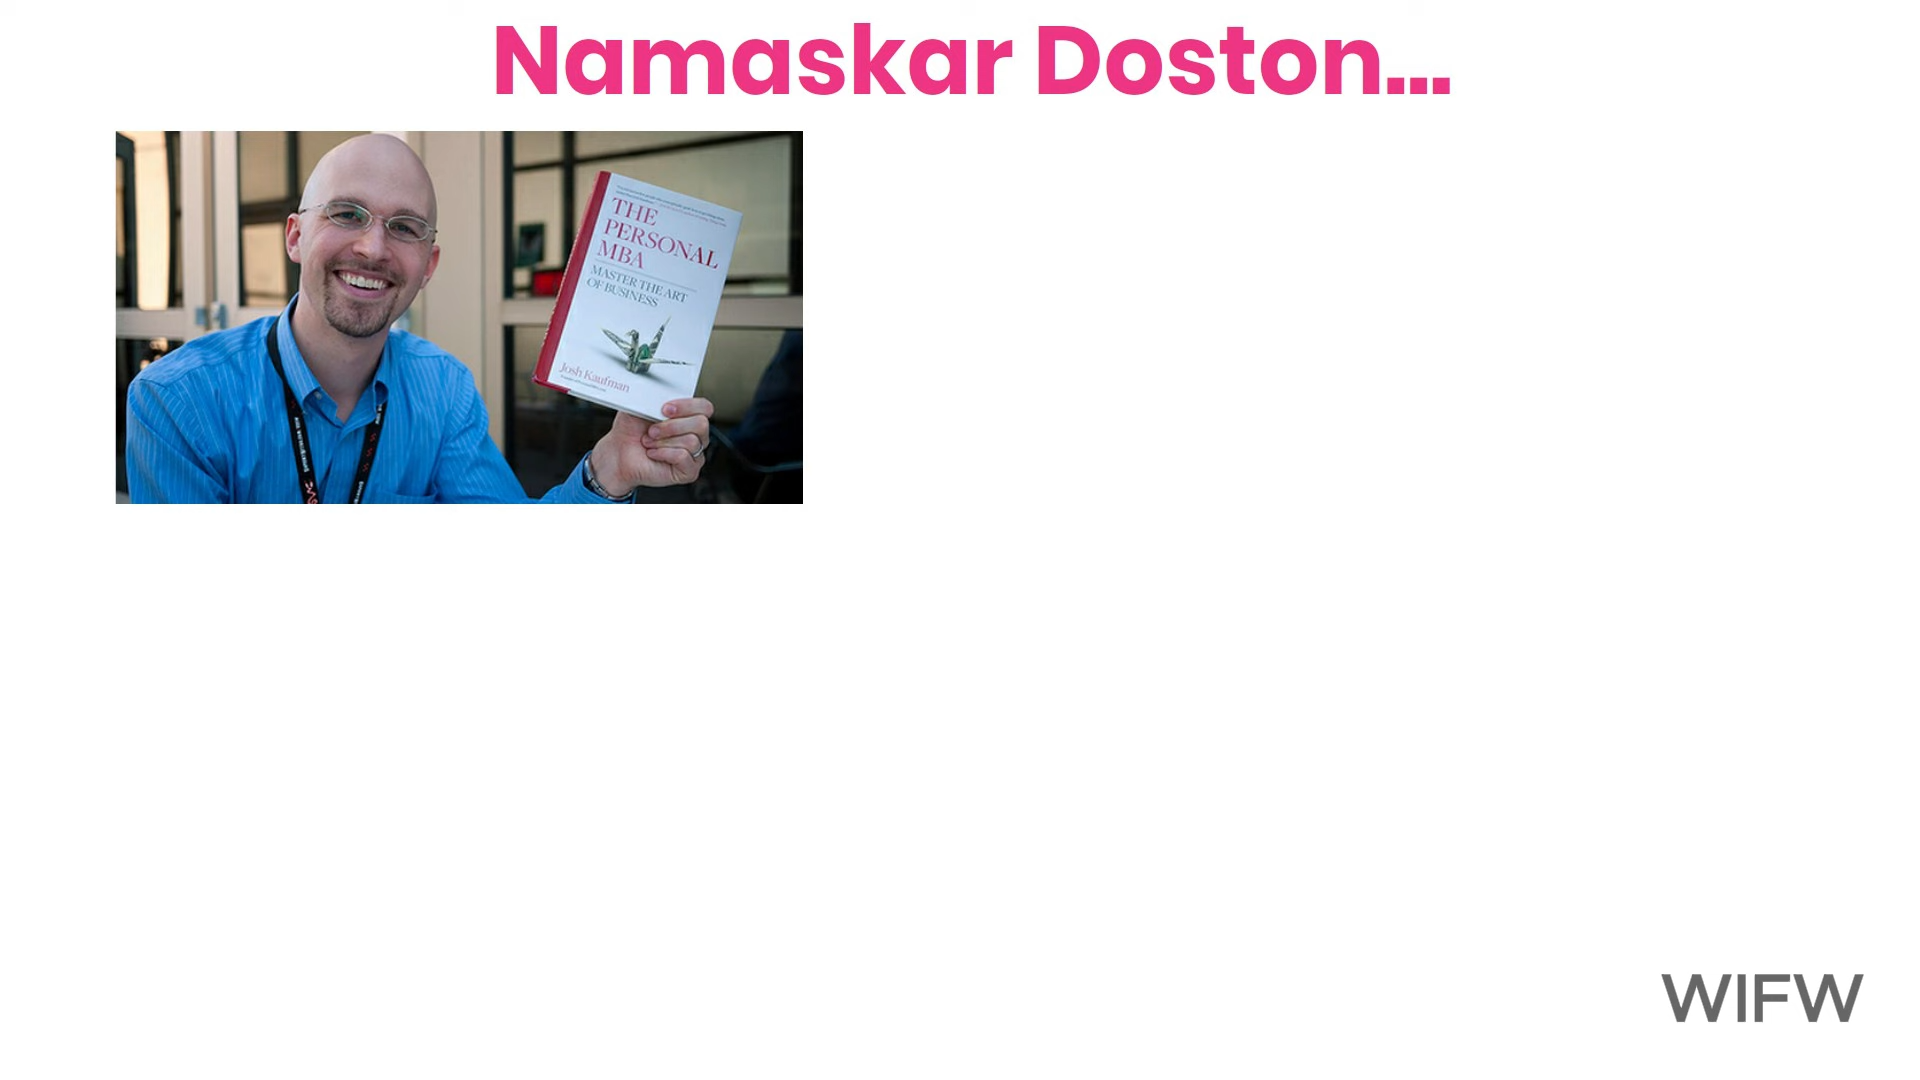 Namaskar Doston...
THE
PERSONAL
MBA
MASTER THE ART
OF BUSINESS
Josh Kaufman
WIFW